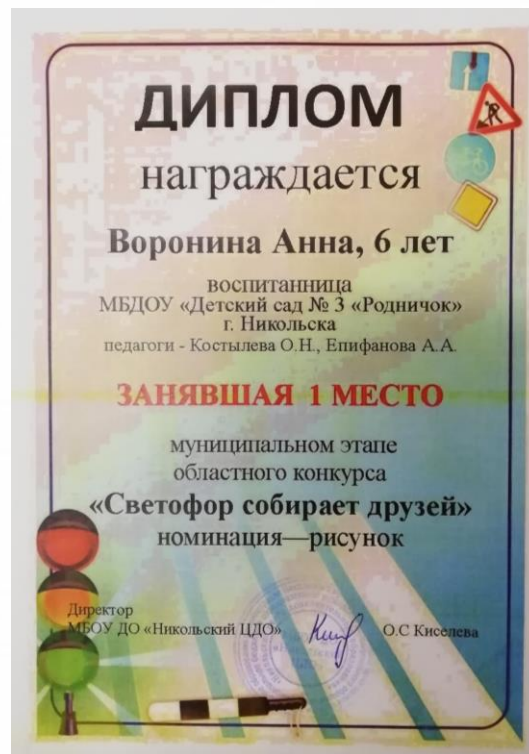 ДИПЛОМ
награждается
Воронина Анна, 6 лет
воспитанница
МБДОУ «Детский сад № 3 «Родничок»
г. Никольска
педагоги - Костылева О.Н., Епифанова А.А.
ЗАНЯВШАЯ 1 МЕСТО
муниципальном этапе
областного конкурса
«Светофор собирает друзей»
номинация—рисунок
Директор
МБОУ ДО «Никольский ЦДО» О.С Киселева